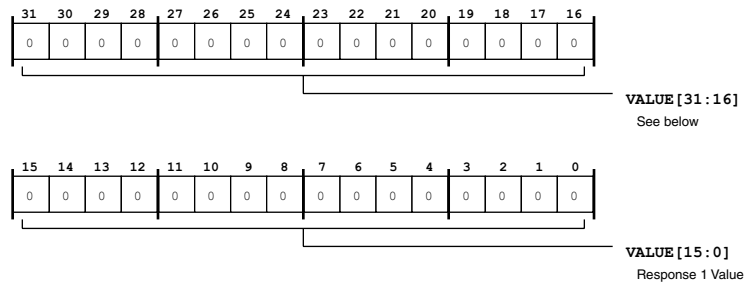 31 30 29 28 27 26 25 24 23 22 21 20 19 18 17 16
0 0 0 0 0 0 0 0 0 0 0 0 0 0 0 0
VALUE[31:16]
See below
15 14 13 12 11 10 9 8 7 6 5 4 3 2 1 0
0 0 0 0 0 0 0 0 0 0 0 0 0 0 0 0
VALUE[15:0]
Response 1 Value